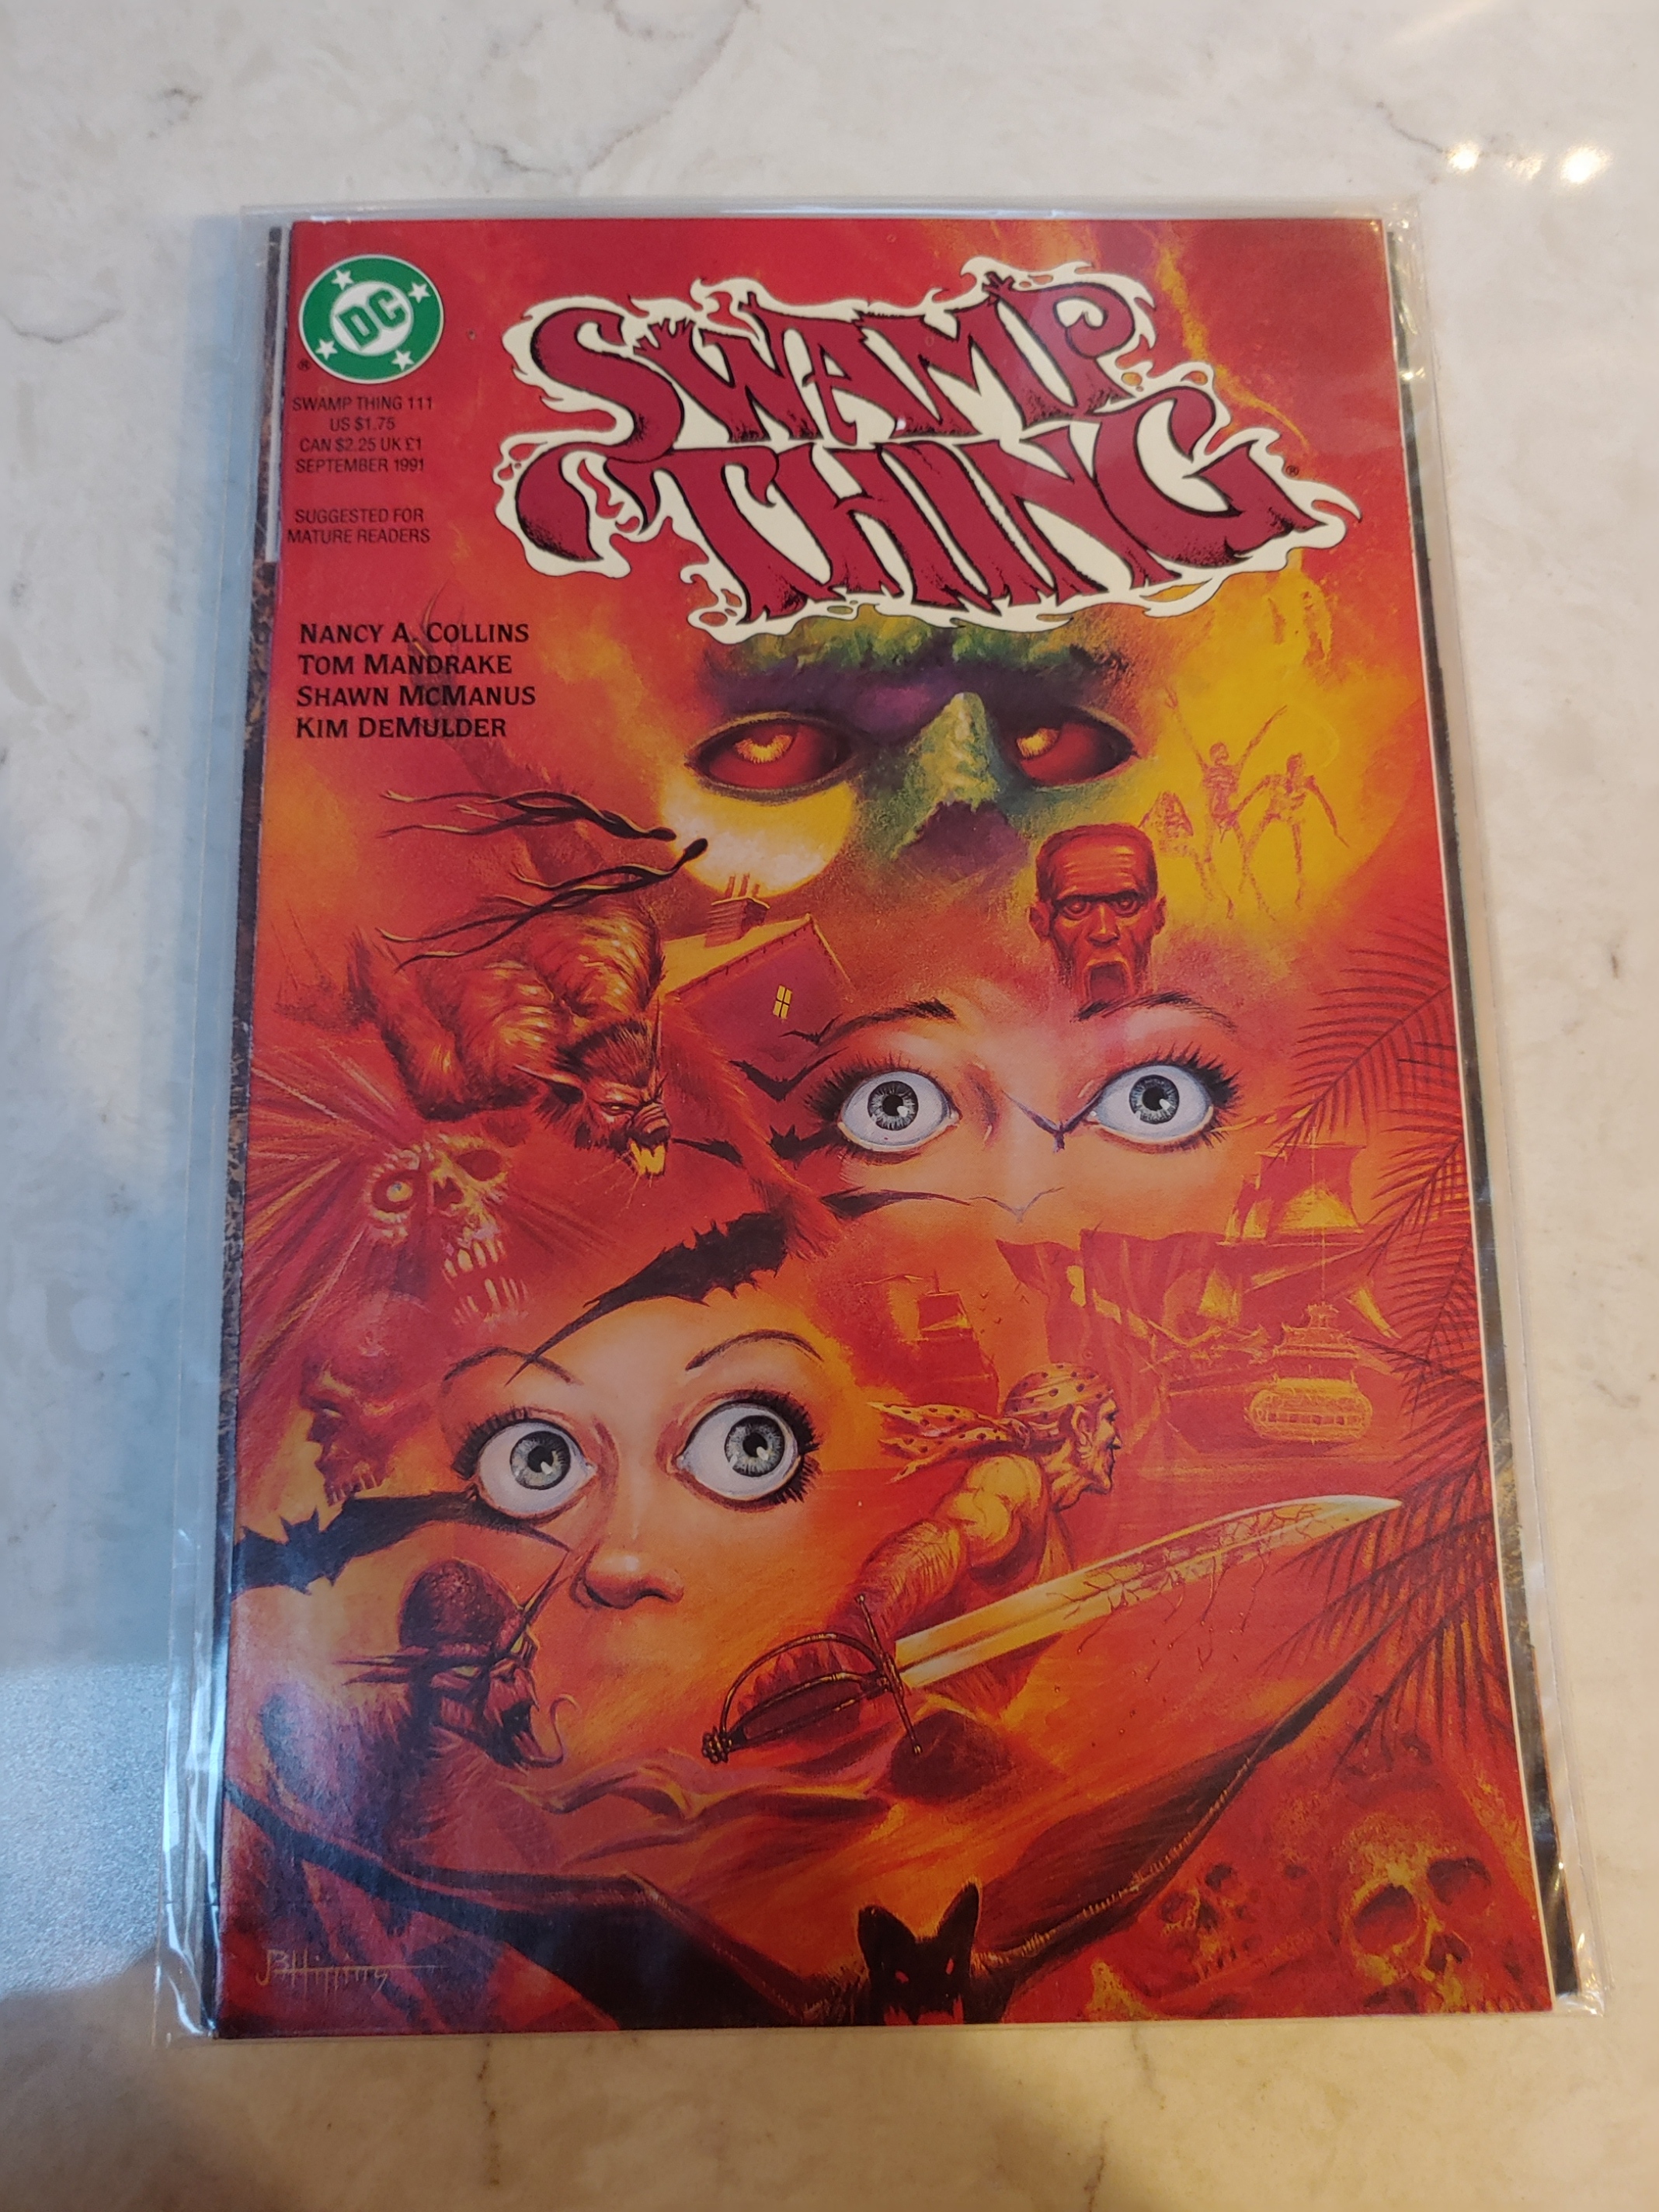 DC
®
SWAMP THING 111
US $1.75
CAN $2.25 UK £1
SEPTEMBER 1991
SUGGESTED FOR
MATURE READERS
SWAMP
THING
®
NANCY A. COLLINS
TOM MANDRAKE
SHAWN MCMANUS
KIM DEMULDER